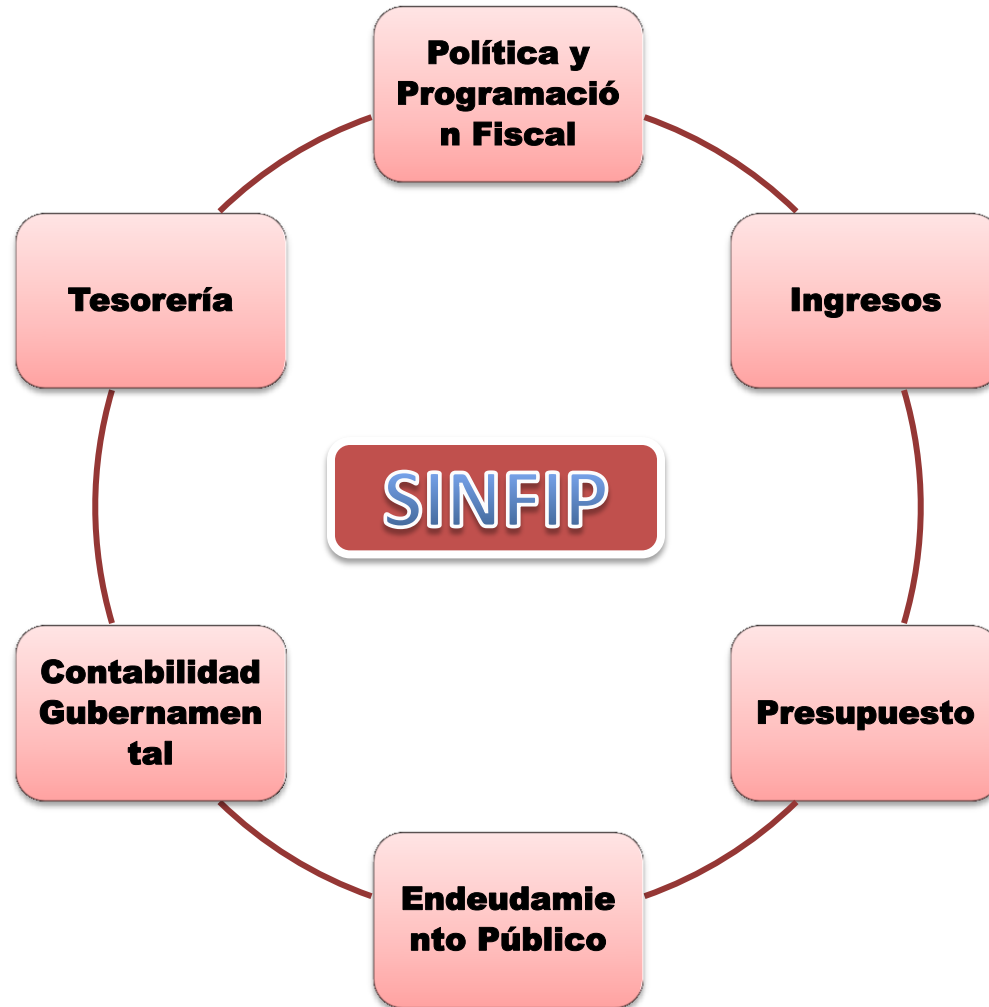 Política y
Programació
n Fiscal
Tesorería
Ingresos
SINFIP
Contabilidad
Gubernamen
tal
Presupuesto
Endeudamie
nto Público